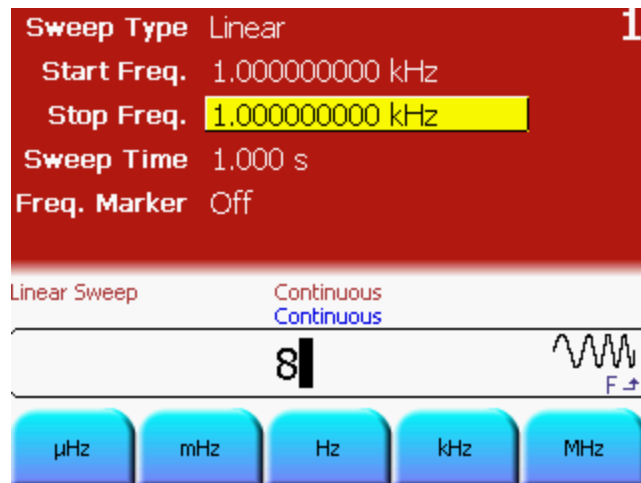 Sweep Type Linear 1
Start Freq. 1.000000000 kHz
Stop Freq. 1.000000000 kHz
Sweep Time 1.000 s
Freq. Marker Off
Linear Sweep Continuous
Continuous
8
F
µHz mHz Hz kHz MHz